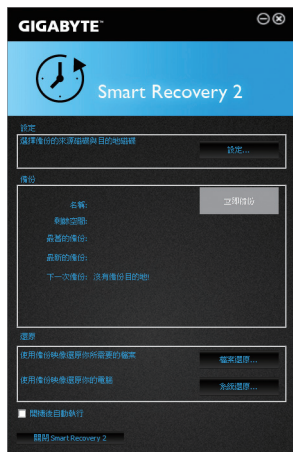 GIGABYTE™
Smart Recovery 2
設定
選擇備份的來源磁碟與目的地磁碟
設定...
備份
立即備份
名稱:
剩餘空間:
最舊的備份:
最新的備份:
下一次備份: 沒有備份目的地!
還原
使用備份映像還原你所需要的檔案
檔案還原...
使用備份映像還原你的電腦
系統還原...
開機後自動執行
關閉 Smart Recovery 2